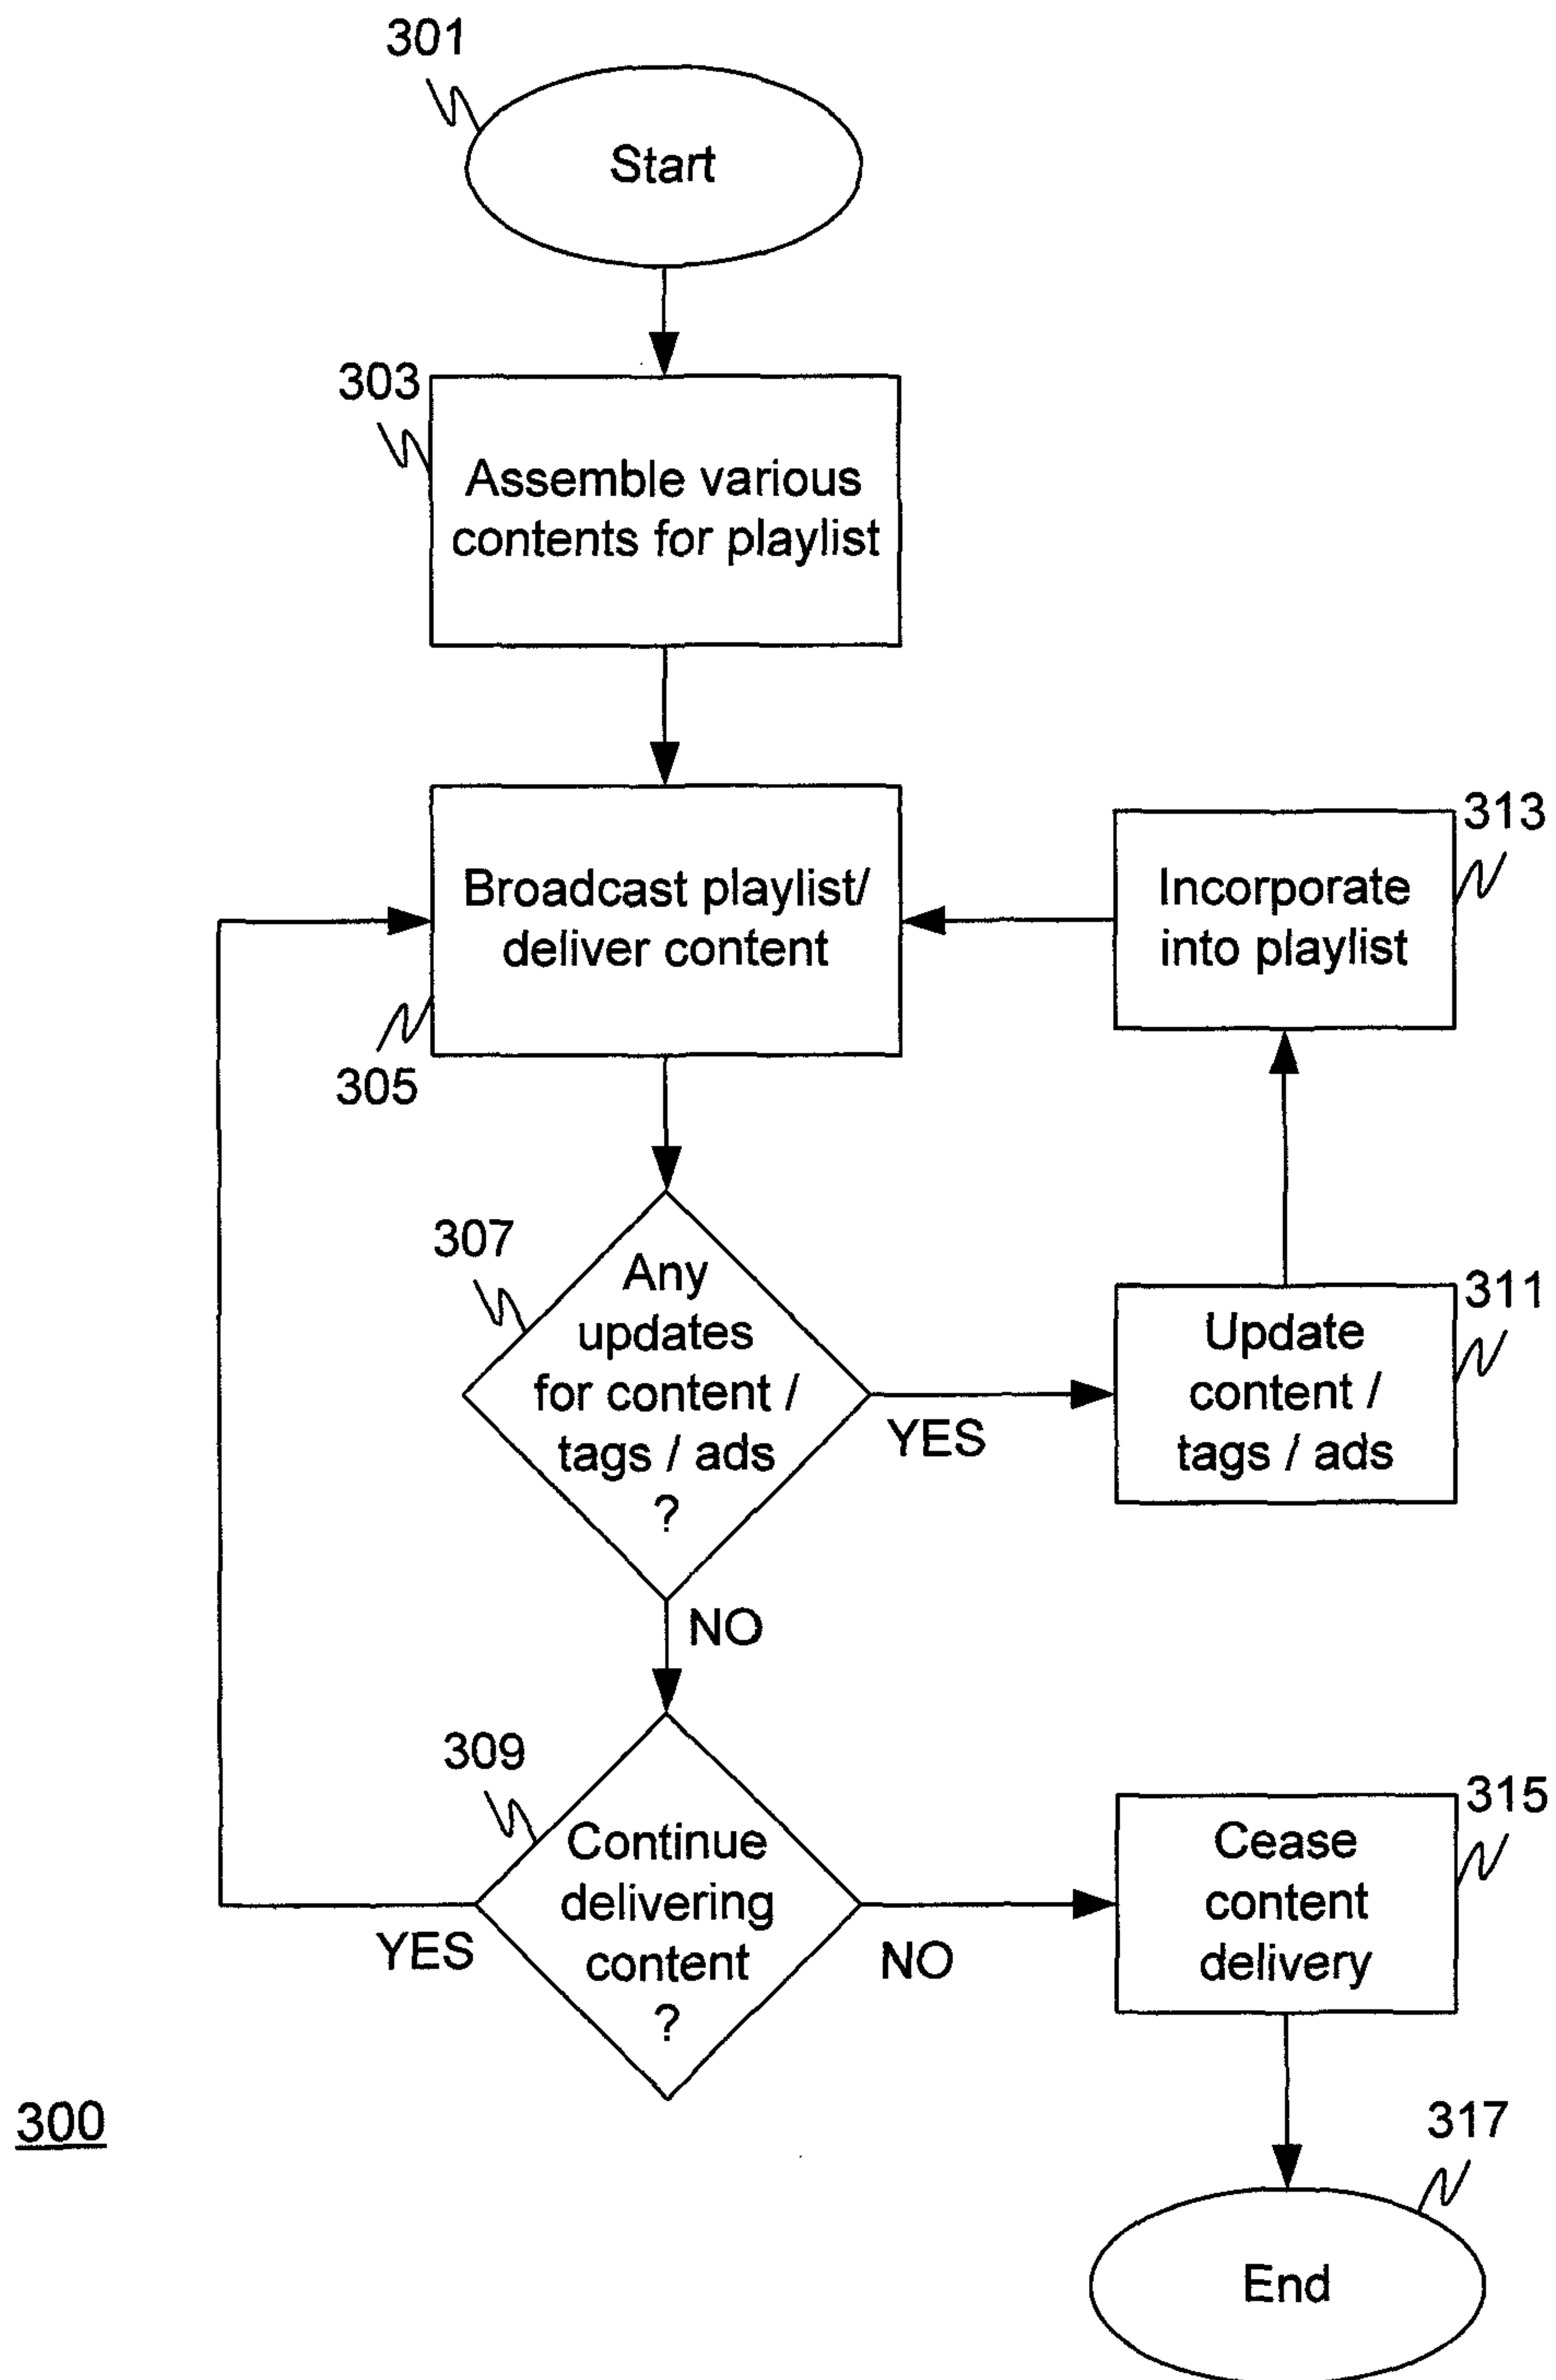 301
Start
303
Assemble various
contents for playlist
Broadcast playlist/
deliver content
305
313
Incorporate
into playlist
307
Any
updates
for content /
tags / ads
?
YES
311
Update
content /
tags / ads
NO
309
Continue
delivering
content
?
YES
NO
315
Cease
content
delivery
300
317
End